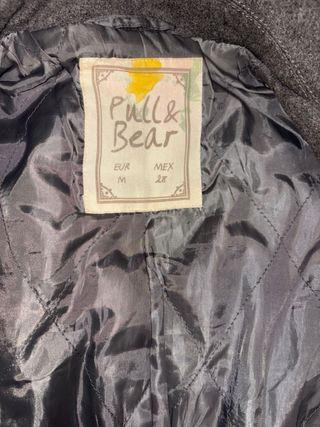 Pull &
Bear
EUR MEX
M 28